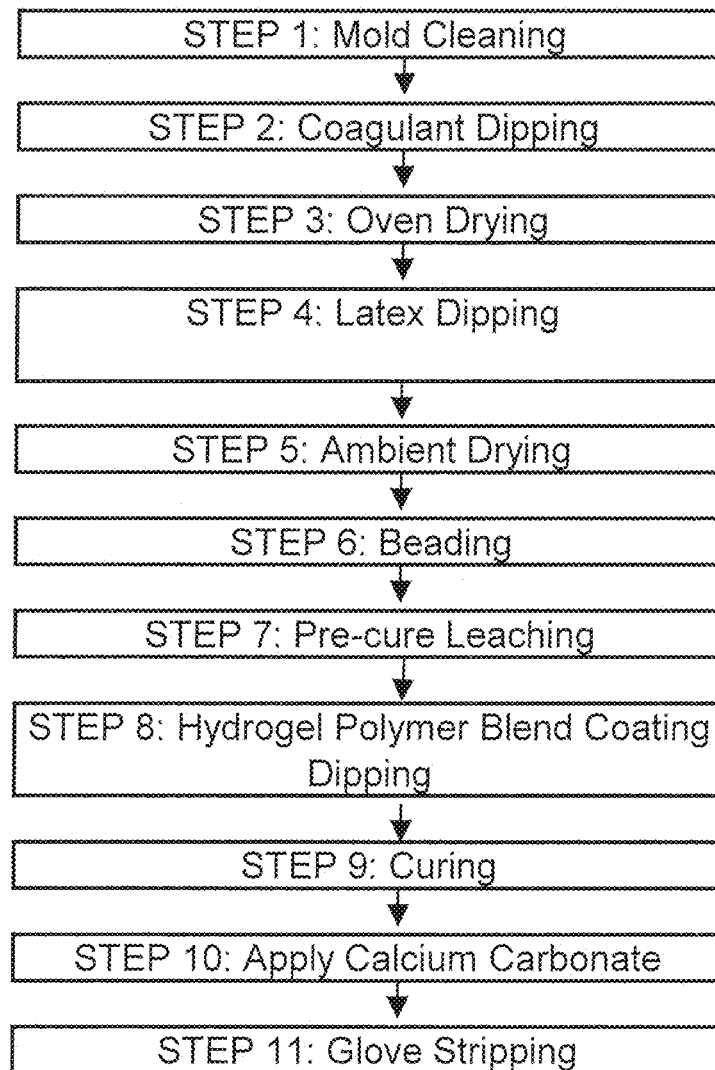 STEP 1: Mold Cleaning
STEP 2: Coagulant Dipping
STEP 3: Oven Drying
STEP 4: Latex Dipping
STEP 5: Ambient Drying
STEP 6: Beading
STEP 7: Pre-cure Leaching
STEP 8: Hydrogel Polymer Blend Coating
Dipping
STEP 9: Curing
STEP 10: Apply Calcium Carbonate
STEP 11: Glove Stripping